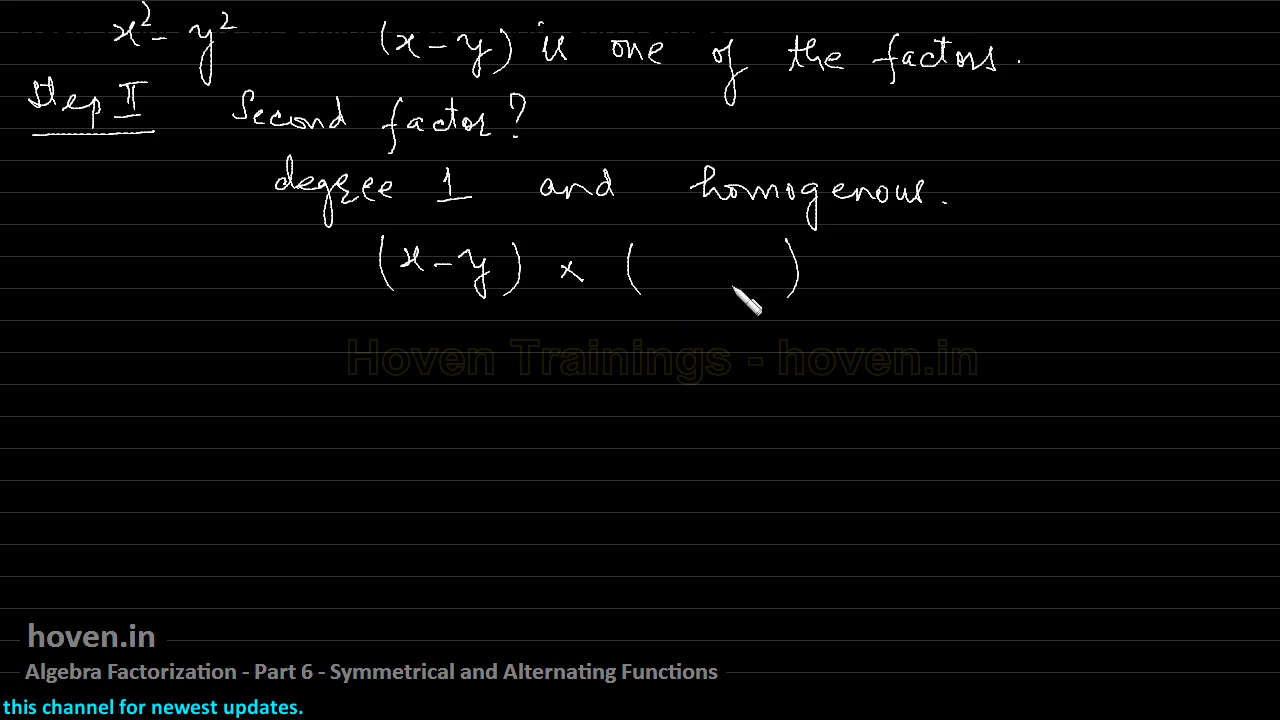 x² - y² (x - y) is one of the factors.
Step II Second factor?
degree 1 and homogenous.
(x - y) × ( )
Hoven Trainings - hoven.in
hoven.in
Algebra Factorization - Part 6 - Symmetrical and Alternating Functions
this channel for newest updates.